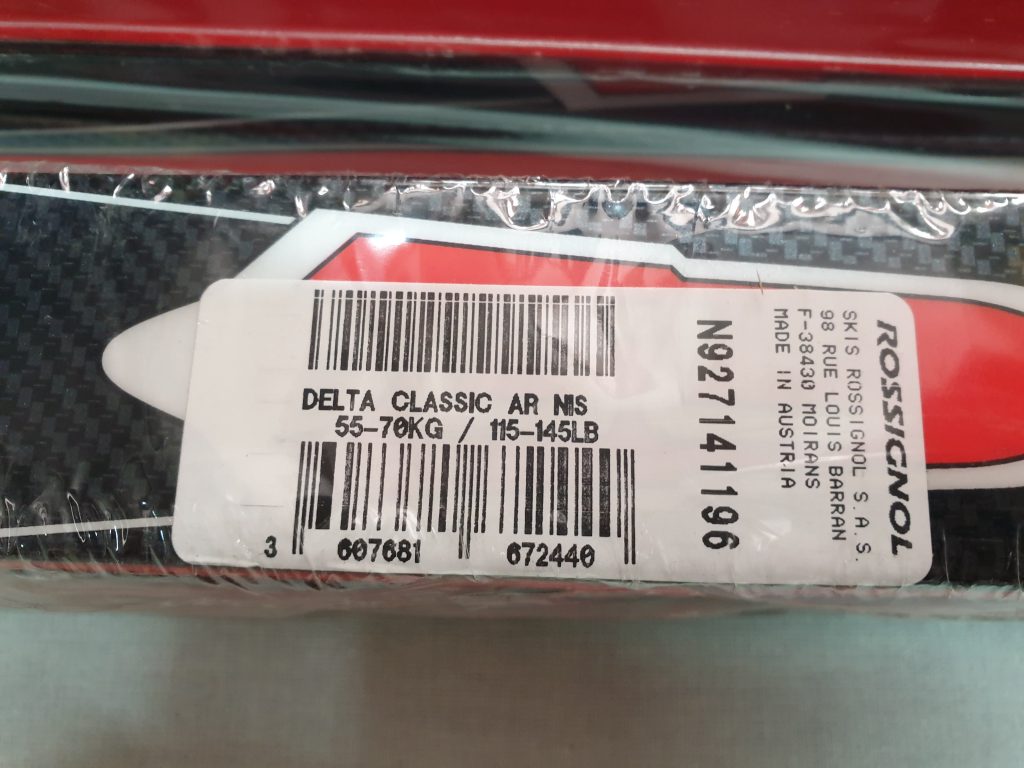 DELTA CLASSIC AR NIS
55-70KG / 115-145LB
3 607681 672440
N927141196
ROSSIGNOL
SKIS ROSSIGNOL S.A.S.
98 RUE LOUIS BARRAN
F-38430 MOIRANS
MADE IN AUSTRIA